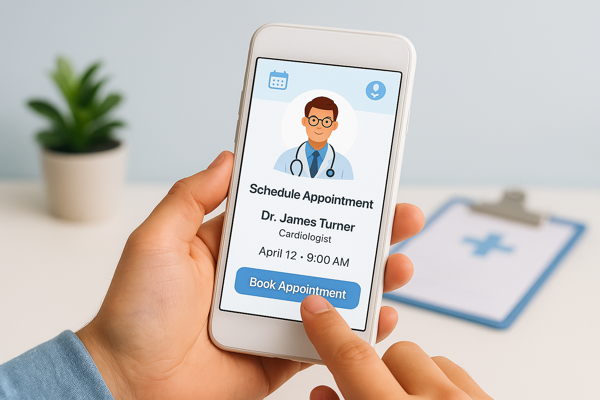 Schedule Appointment
Dr. James Turner
Cardiologist
April 12 • 9:00 AM
Book Appointment